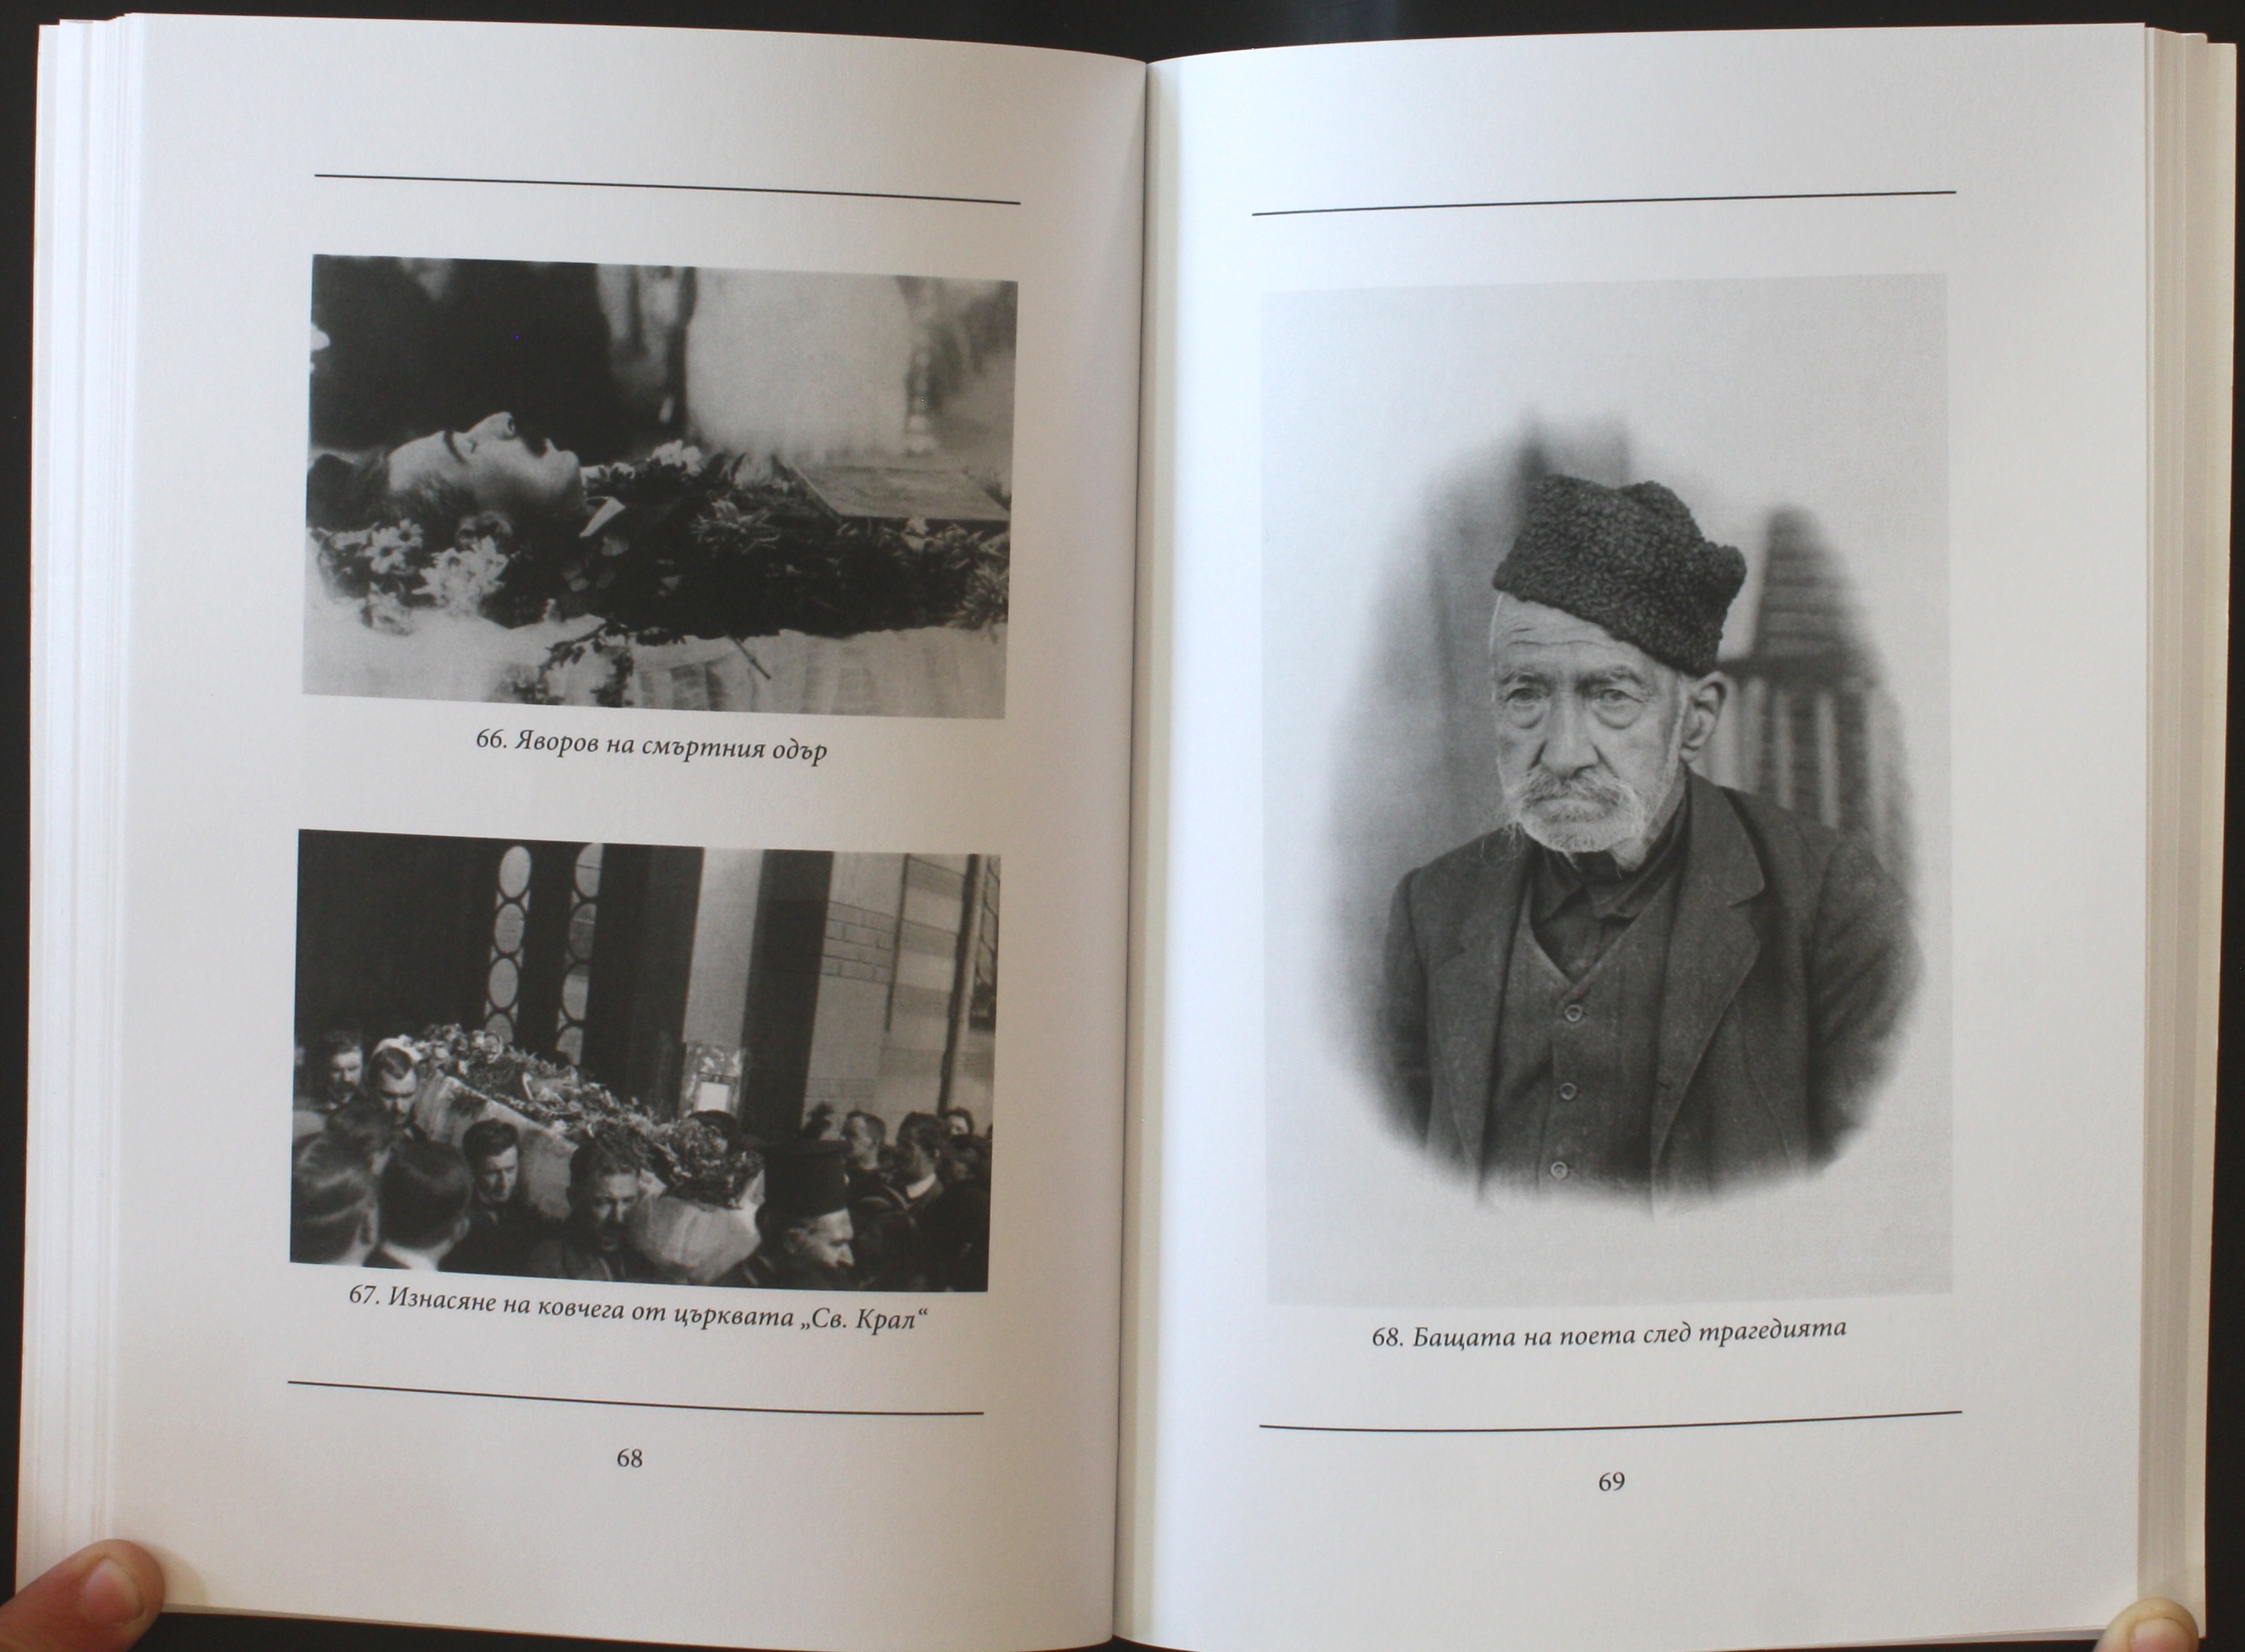 66. Яворов на смъртния одър
67. Изнасяне на ковчега от църквата „Св. Крал“
68
68. Бащата на поета след трагедията
69